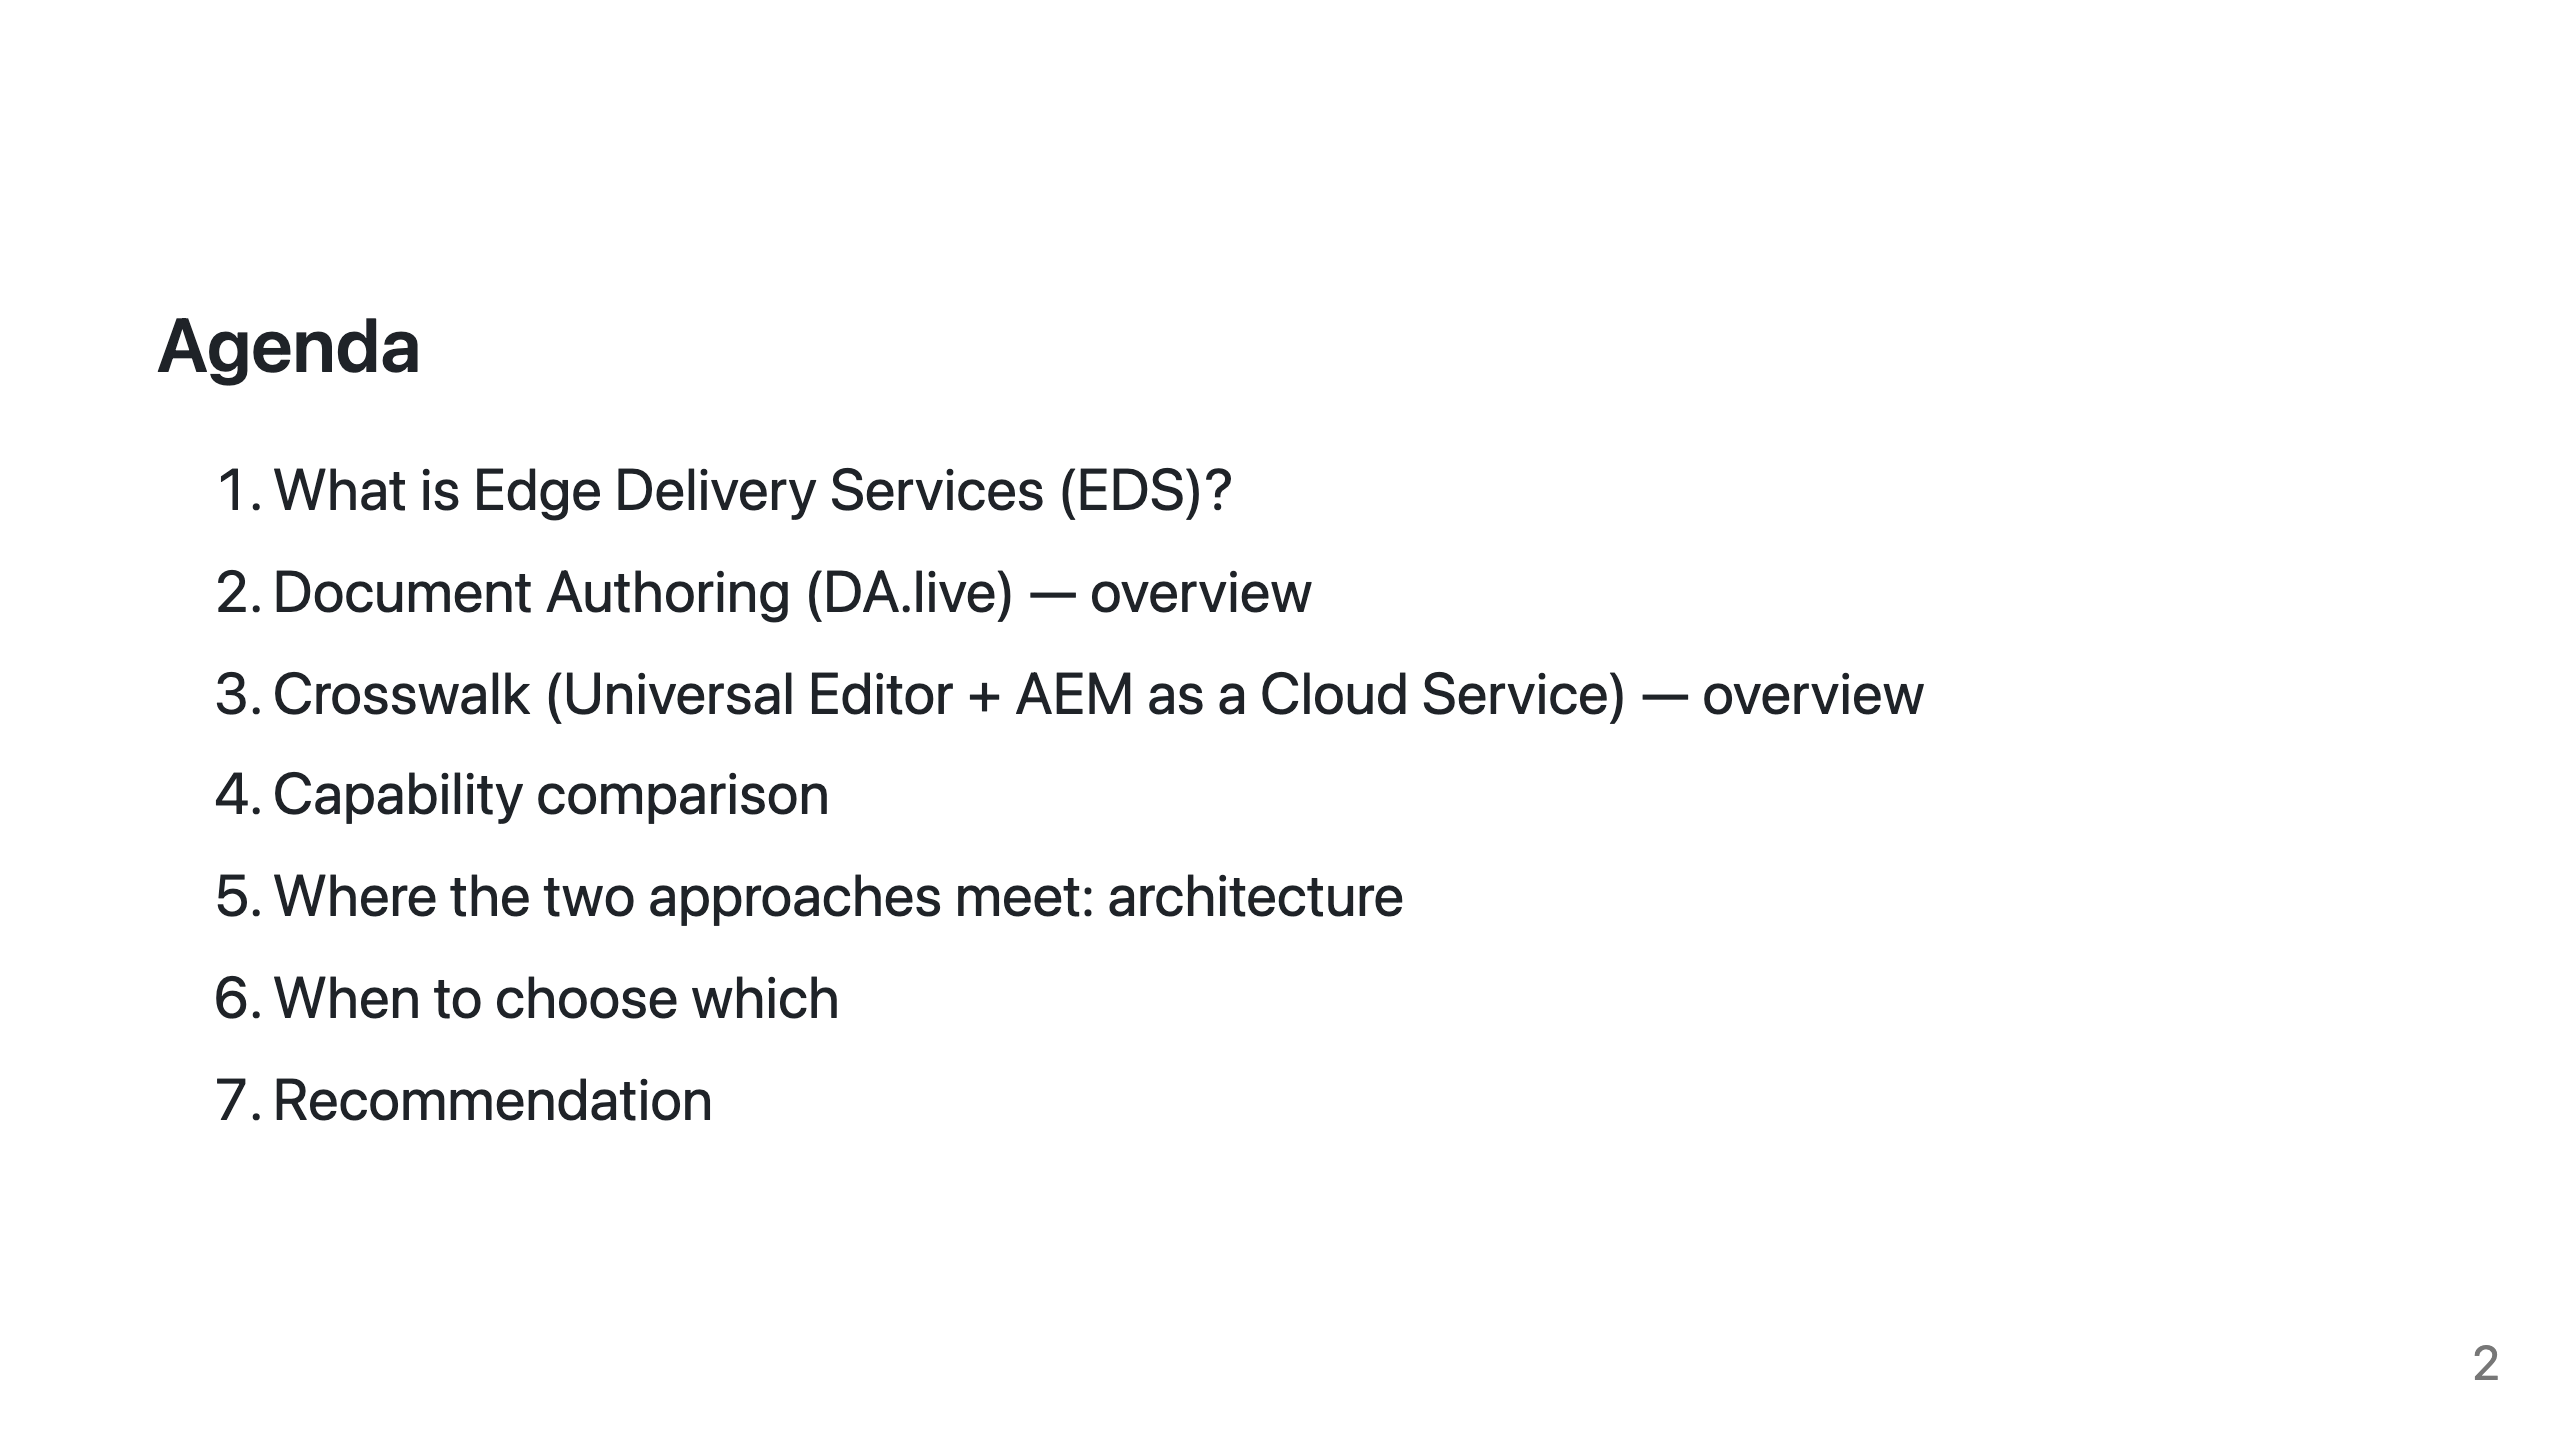 Agenda
1. What is Edge Delivery Services (EDS)?
2. Document Authoring (DA.live) — overview
3. Crosswalk (Universal Editor + AEM as a Cloud Service) — overview
4. Capability comparison
5. Where the two approaches meet: architecture
6. When to choose which
7. Recommendation
2